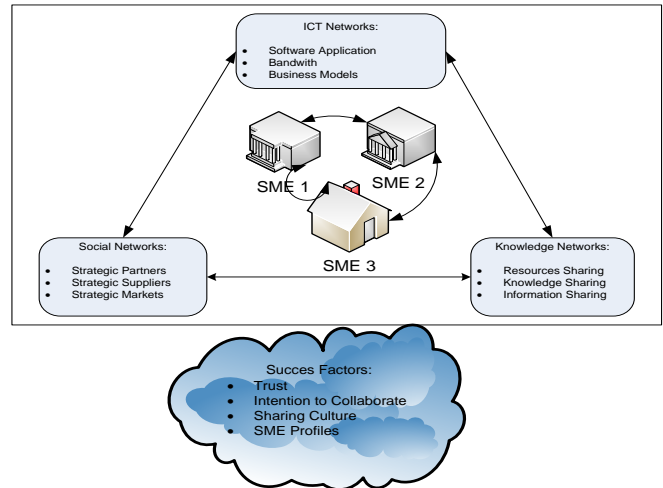 ICT Networks:
• Software Application
• Bandwith
• Business Models
SME 1
SME 2
SME 3
Social Networks:
• Strategic Partners
• Strategic Suppliers
• Strategic Markets
Knowledge Networks:
• Resources Sharing
• Knowledge Sharing
• Information Sharing
Succes Factors:
• Trust
• Intention to Collaborate
• Sharing Culture
• SME Profiles